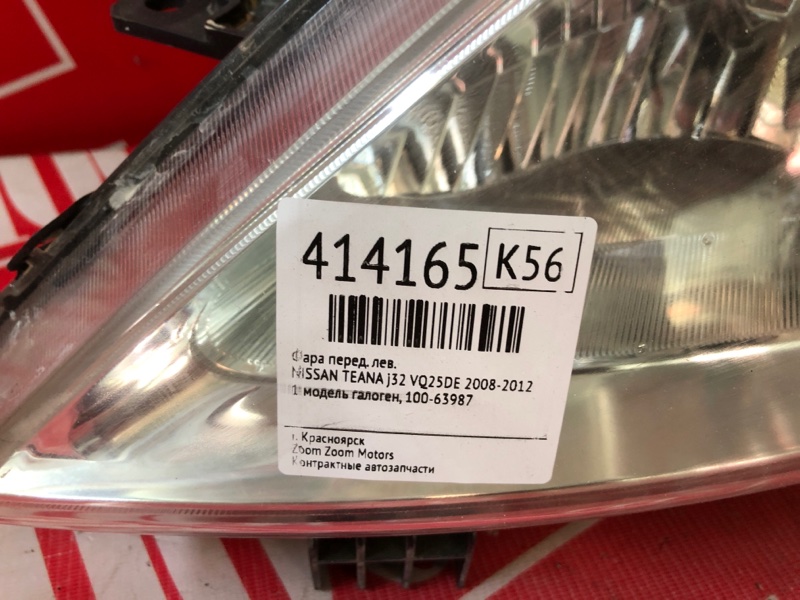 414165 K56
Фара перед. лев.
NISSAN TEANA j32 VQ25DE 2008-2012
1 модель галоген, 100-63987
г. Красноярск
Zoom Zoom Motors
Контрактные автозапчасти